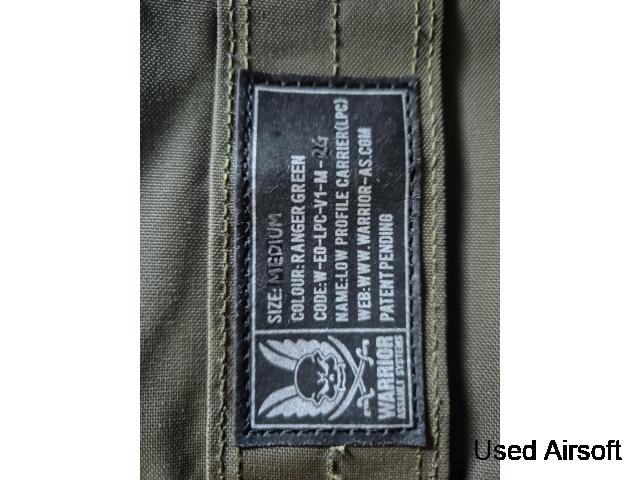 SIZE: MEDIUM
COLOUR: RANGER GREEN
CODE: W-EO-LPC-V1-M-RG
NAME: LOW PROFILE CARRIER (LPC)
WEB: WWW.WARRIOR-AS.COM
PATENT PENDING
WARRIOR
ASSAULT SYSTEMS
Used Airsoft